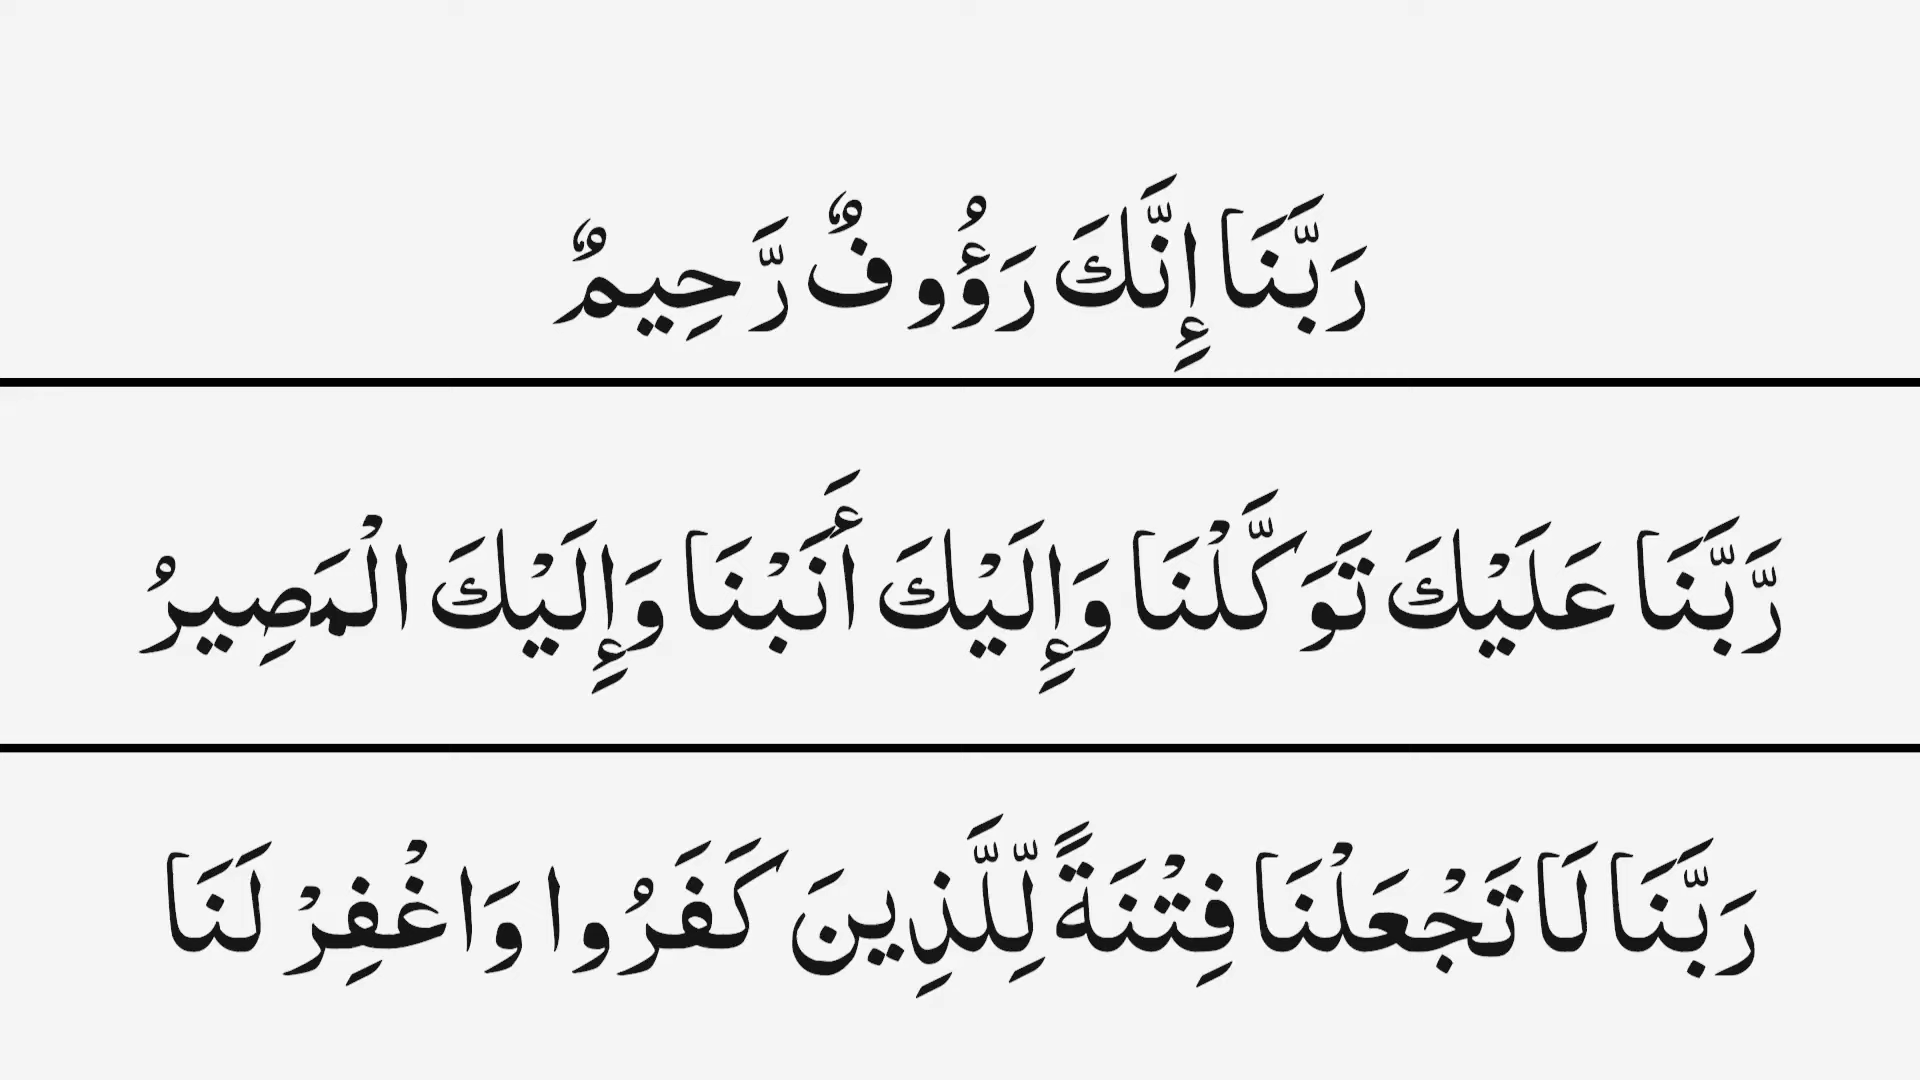 رَبَّنَا إِنَّكَ رَؤُوفٌ رَّحِيمٌ
رَّبَّنَا عَلَيْكَ تَوَكَّلْنَا وَإِلَيْكَ أَنَبْنَا وَإِلَيْكَ الْمَصِيرُ
رَبَّنَا لَا تَجْعَلْنَا فِتْنَةً لِّلَّذِينَ كَفَرُوا وَاغْفِرْ لَنَا